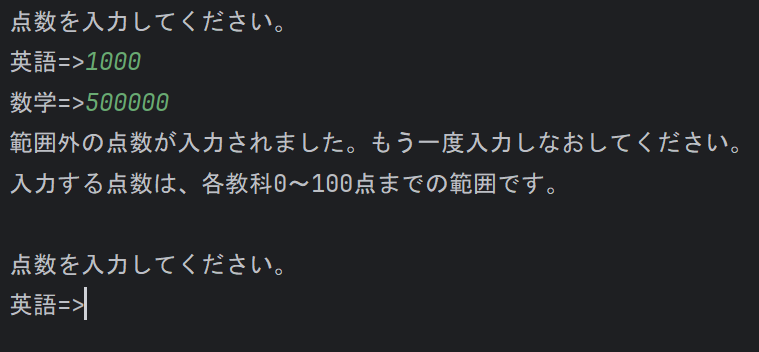 点数を入力してください。
英語=>1000
数学=>500000
範囲外の点数が入力されました。もう一度入力しなおしてください。
入力する点数は、各教科0～100点までの範囲です。
点数を入力してください。
英語=>